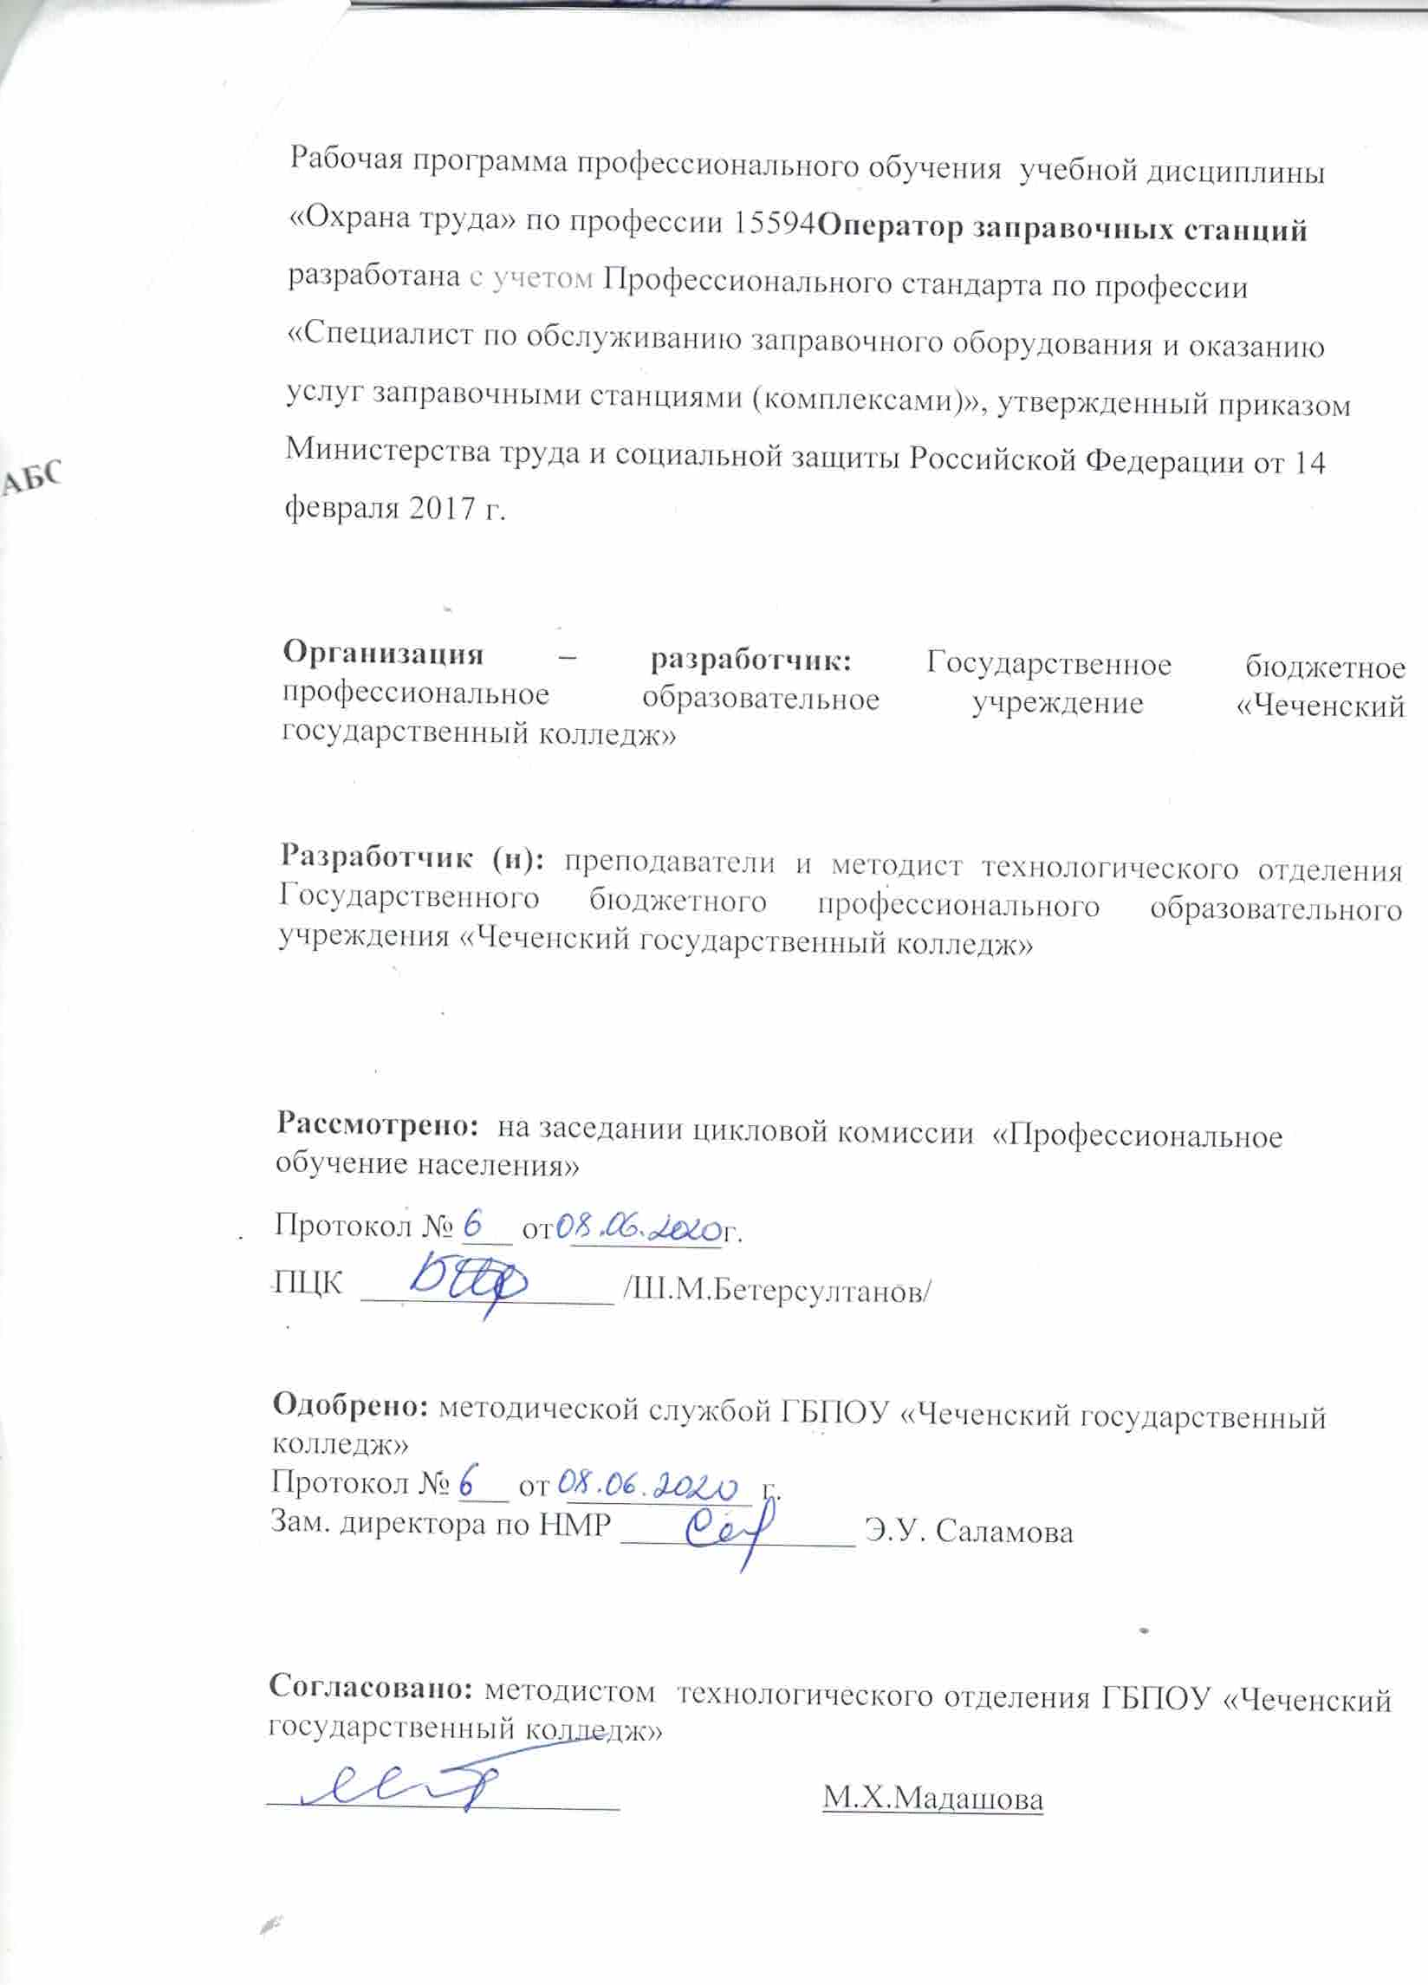 Рабочая программа профессионального обучения учебной дисциплины
«Охрана труда» по профессии 15594Оператор заправочных станций
разработана с учетом Профессионального стандарта по профессии
«Специалист по обслуживанию заправочного оборудования и оказанию
услуг заправочными станциями (комплексами)», утвержденный приказом
Министерства труда и социальной защиты Российской Федерации от 14
февраля 2017 г.
АБС
Организация – разработчик: Государственное бюджетное
профессиональное образовательное учреждение «Чеченский
государственный колледж»
Разработчик (и): преподаватели и методист технологического отделения
Государственного бюджетного профессионального образовательного
учреждения «Чеченский государственный колледж»
Рассмотрено: на заседании цикловой комиссии «Профессиональное
обучение населения»
Протокол № 6 от 08.06.2020г.
ПЦК /Ш.М.Бетерсултанов/
Одобрено: методической службой ГБПОУ «Чеченский государственный
колледж»
Протокол № 6 от 08.06.2020 г.
Зам. директора по НМР Э.У. Саламова
Согласовано: методистом технологического отделения ГБПОУ «Чеченский
государственный колледж»
М.Х.Мадашова